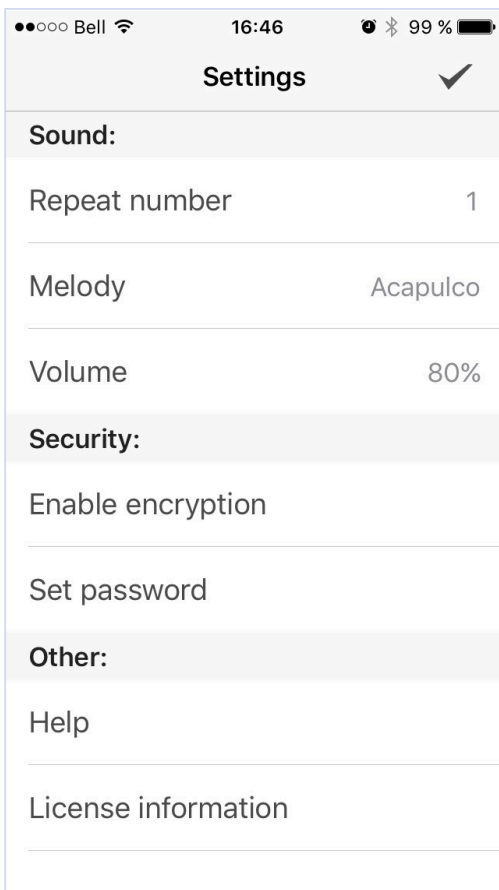 Bell 16:46 99 %
Settings
Sound:
Repeat number 1
Melody Acapulco
Volume 80%
Security:
Enable encryption
Set password
Other:
Help
License information